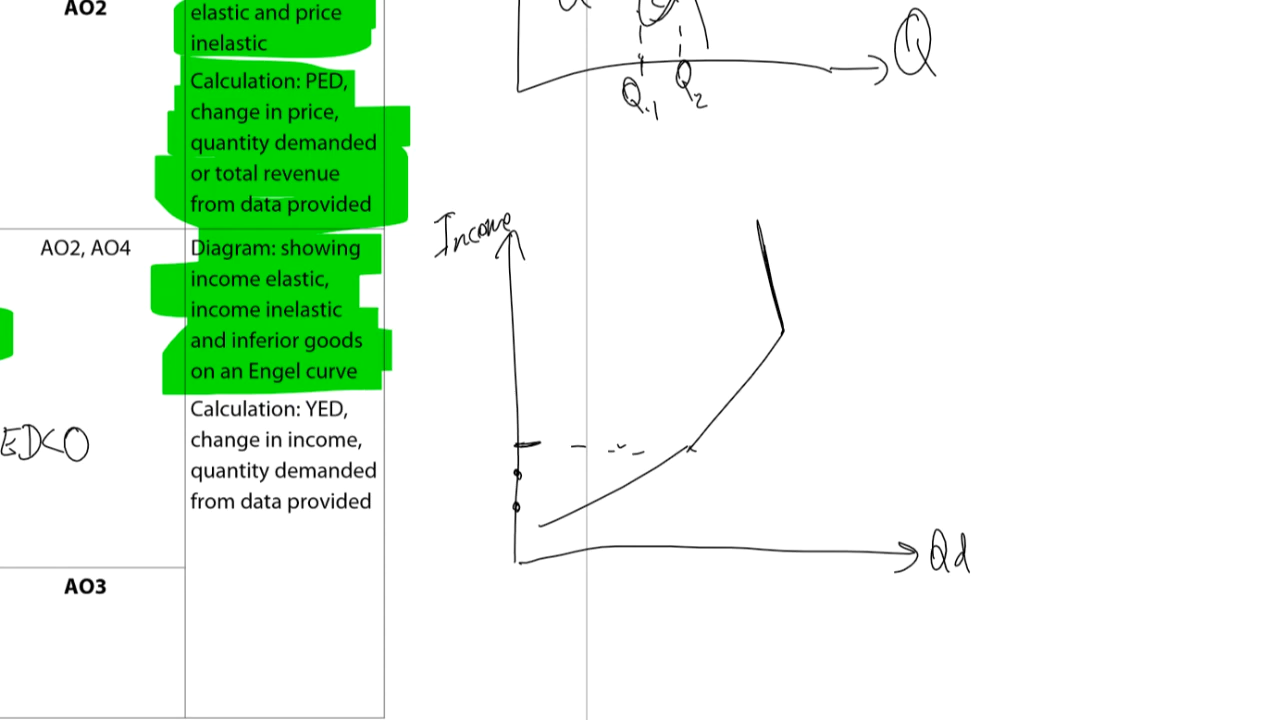 AO2
elastic and price
inelastic
Calculation: PED,
change in price,
quantity demanded
or total revenue
from data provided
AO2, AO4
Diagram: showing
income elastic,
income inelastic
and inferior goods
on an Engel curve
Calculation: YED,
change in income,
quantity demanded
from data provided
ED<0
AO3
Q
Q1
Q2
Income
Qd